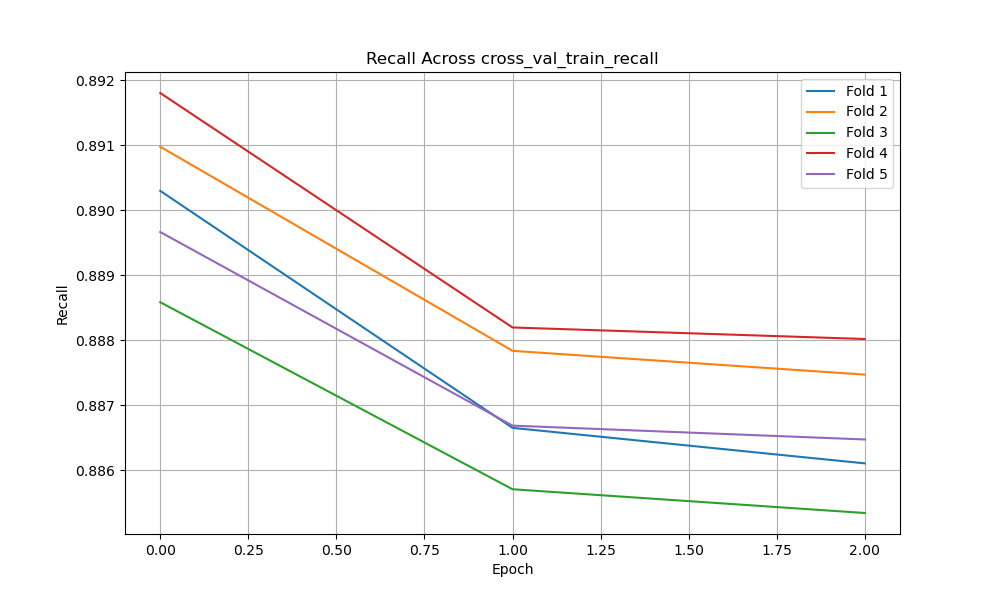 Recall Across cross_val_train_recall
0.892
0.891
0.890
0.889
0.888
0.887
0.886
Recall
Fold 1
Fold 2
Fold 3
Fold 4
Fold 5
0.00 0.25 0.50 0.75 1.00 1.25 1.50 1.75 2.00
Epoch